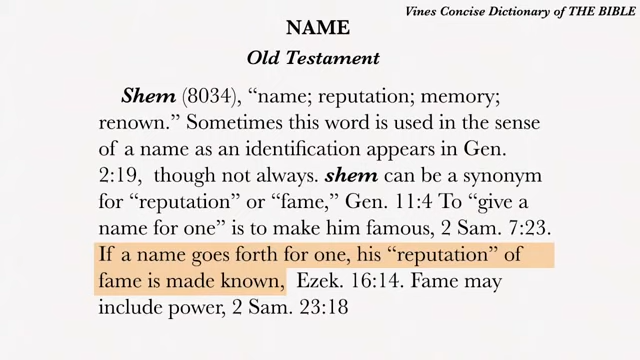 Vines Concise Dictionary of THE BIBLE
NAME
Old Testament
Shem (8034), “name; reputation; memory;
renown.” Sometimes this word is used in the sense
of a name as an identification appears in Gen.
2:19, though not always. shem can be a synonym
for “reputation” or “fame,” Gen. 11:4 To “give a
name for one” is to make him famous, 2 Sam. 7:23.
If a name goes forth for one, his “reputation” of
fame is made known, Ezek. 16:14. Fame may
include power, 2 Sam. 23:18